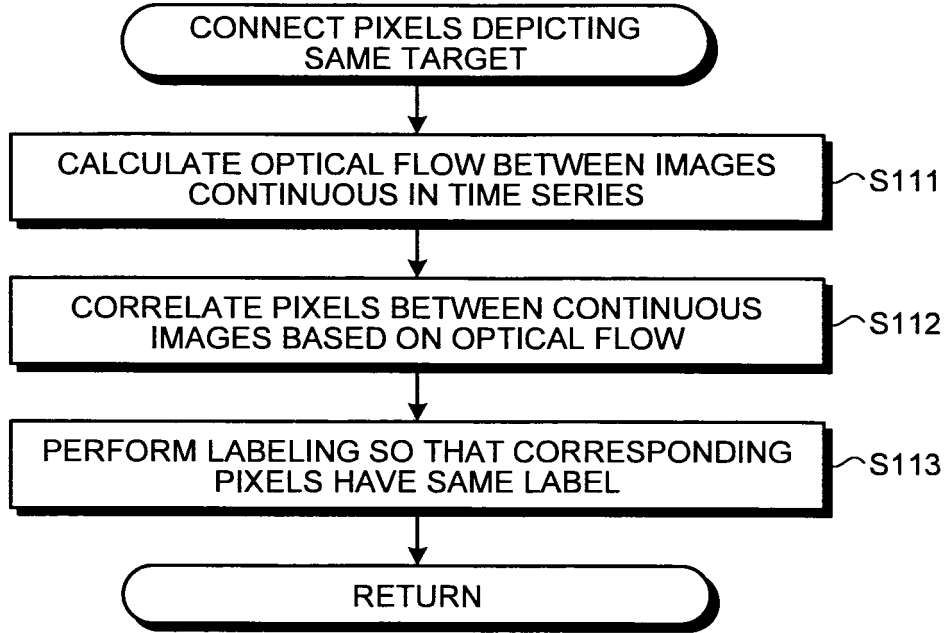 CONNECT PIXELS DEPICTING
SAME TARGET
CALCULATE OPTICAL FLOW BETWEEN IMAGES
CONTINUOUS IN TIME SERIES
S111
CORRELATE PIXELS BETWEEN CONTINUOUS
IMAGES BASED ON OPTICAL FLOW
S112
PERFORM LABELING SO THAT CORRESPONDING
PIXELS HAVE SAME LABEL
S113
RETURN